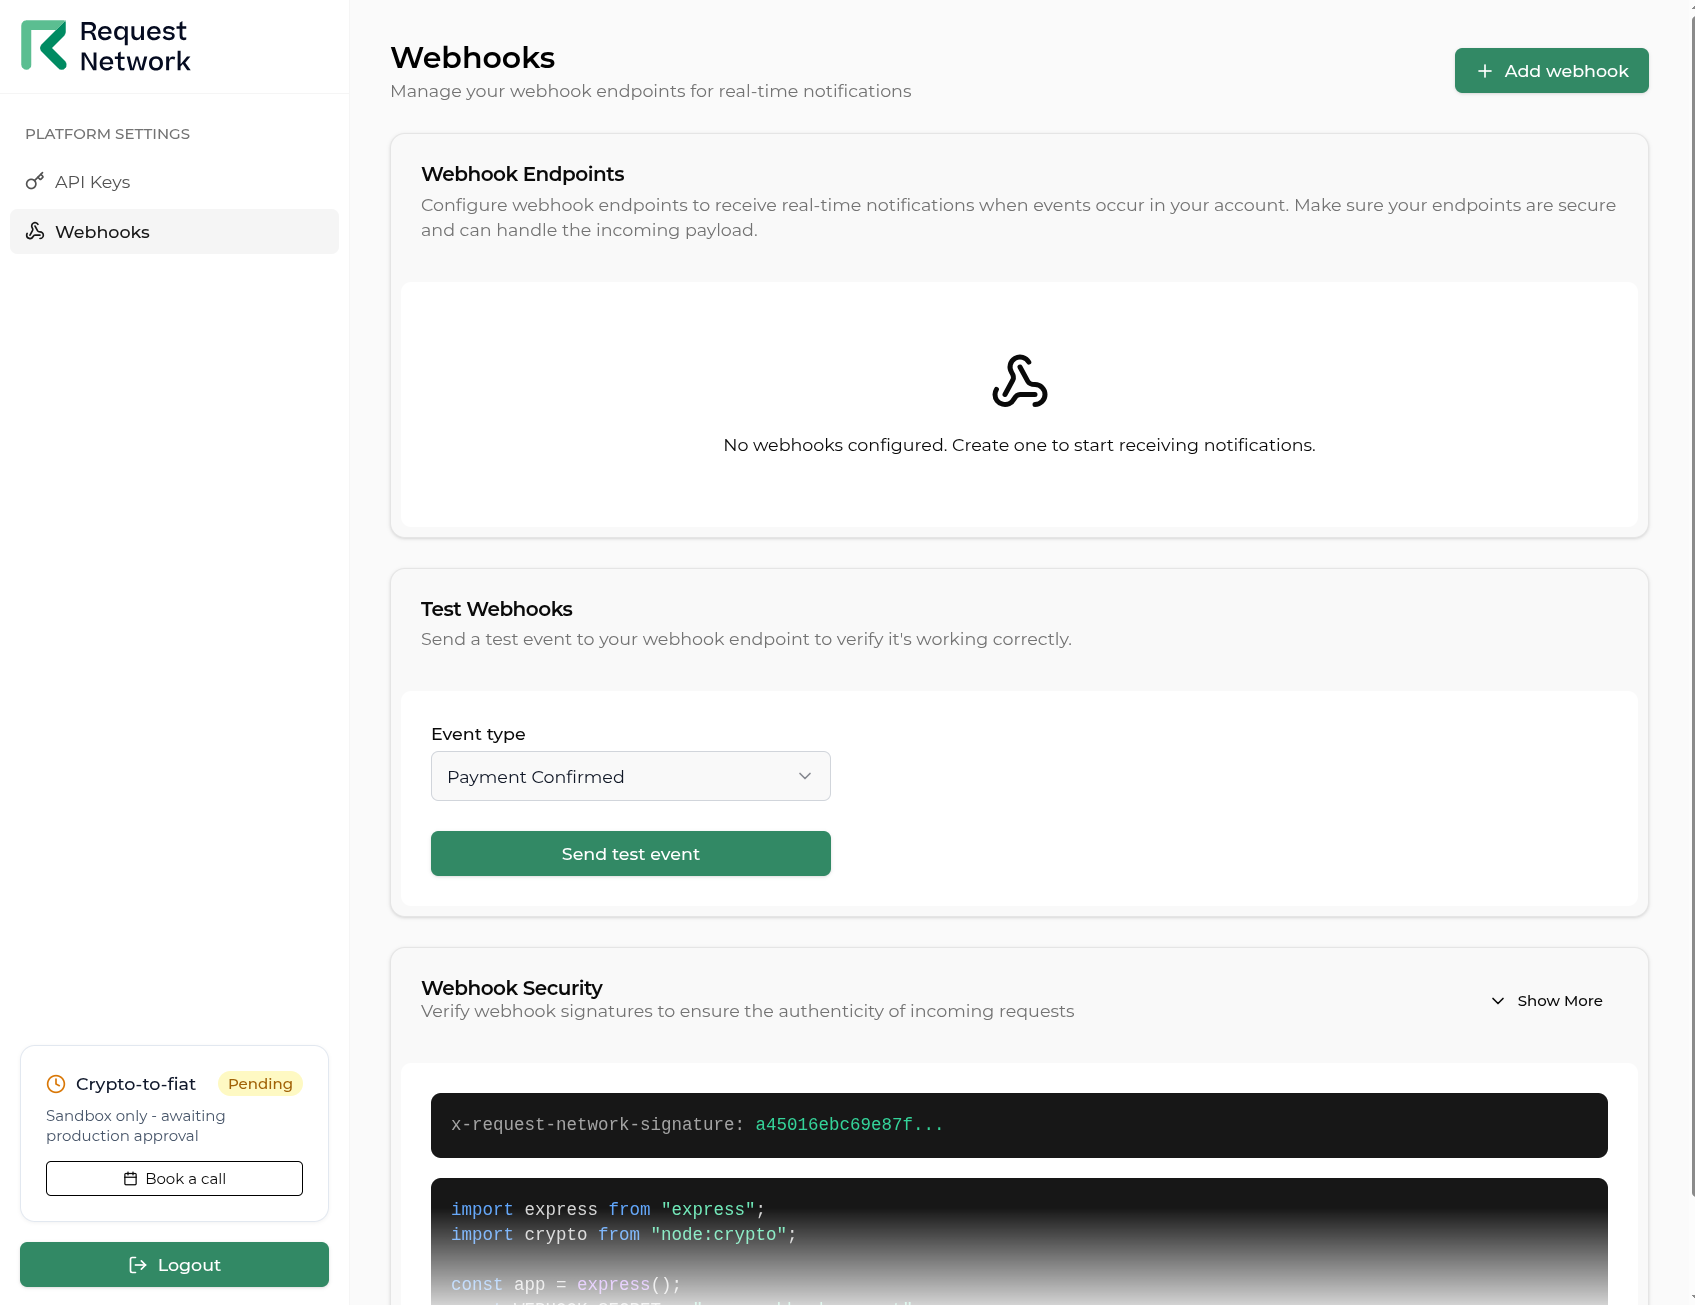 Request
Network
PLATFORM SETTINGS
API Keys
Webhooks
Crypto-to-fiat
Pending
Sandbox only - awaiting
production approval
Book a call
Logout
Webhooks
Manage your webhook endpoints for real-time notifications
Add webhook
Webhook Endpoints
Configure webhook endpoints to receive real-time notifications when events occur in your account. Make sure your endpoints are secure
and can handle the incoming payload.
No webhooks configured. Create one to start receiving notifications.
Test Webhooks
Send a test event to your webhook endpoint to verify it's working correctly.
Event type
Payment Confirmed
Send test event
Webhook Security
Verify webhook signatures to ensure the authenticity of incoming requests
Show More
x-request-network-signature: a45016ebc69e87f...
import express from "express";
import crypto from "node:crypto";
const app = express();